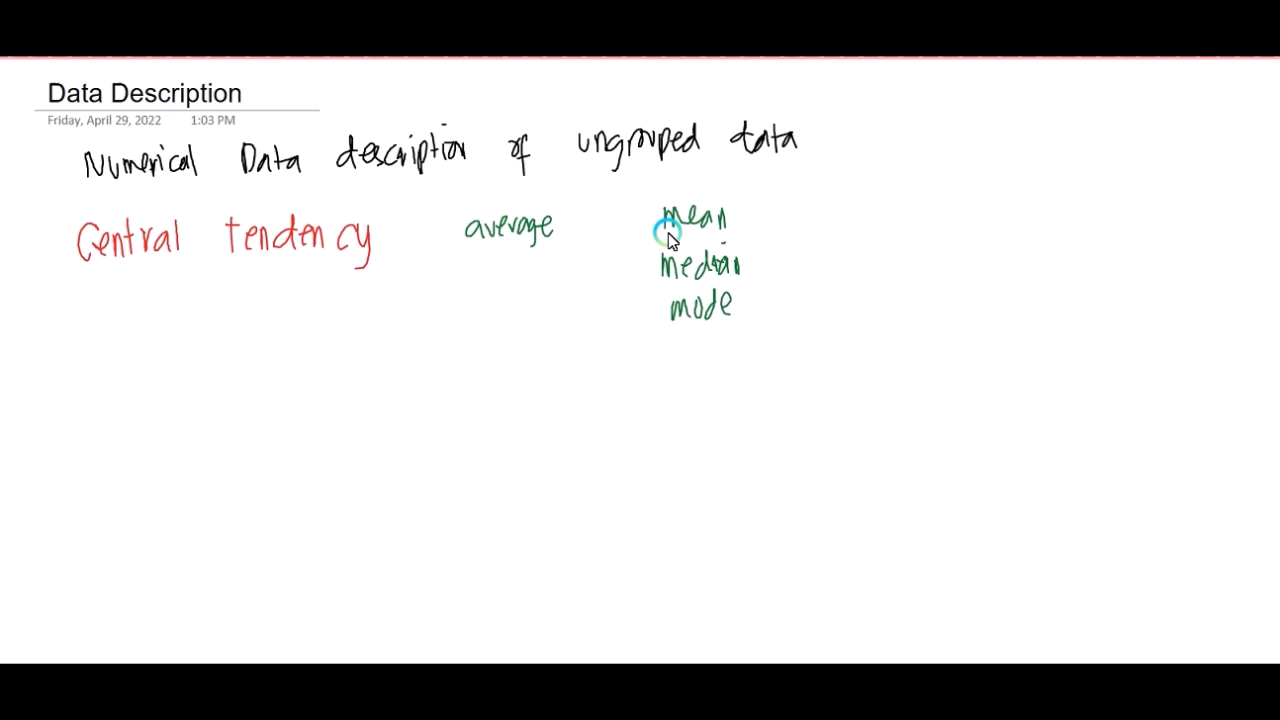 Data Description
Friday, April 29, 2022 1:03 PM
Numerical Data description of ungrouped data
Central tendency average mean
median
mode